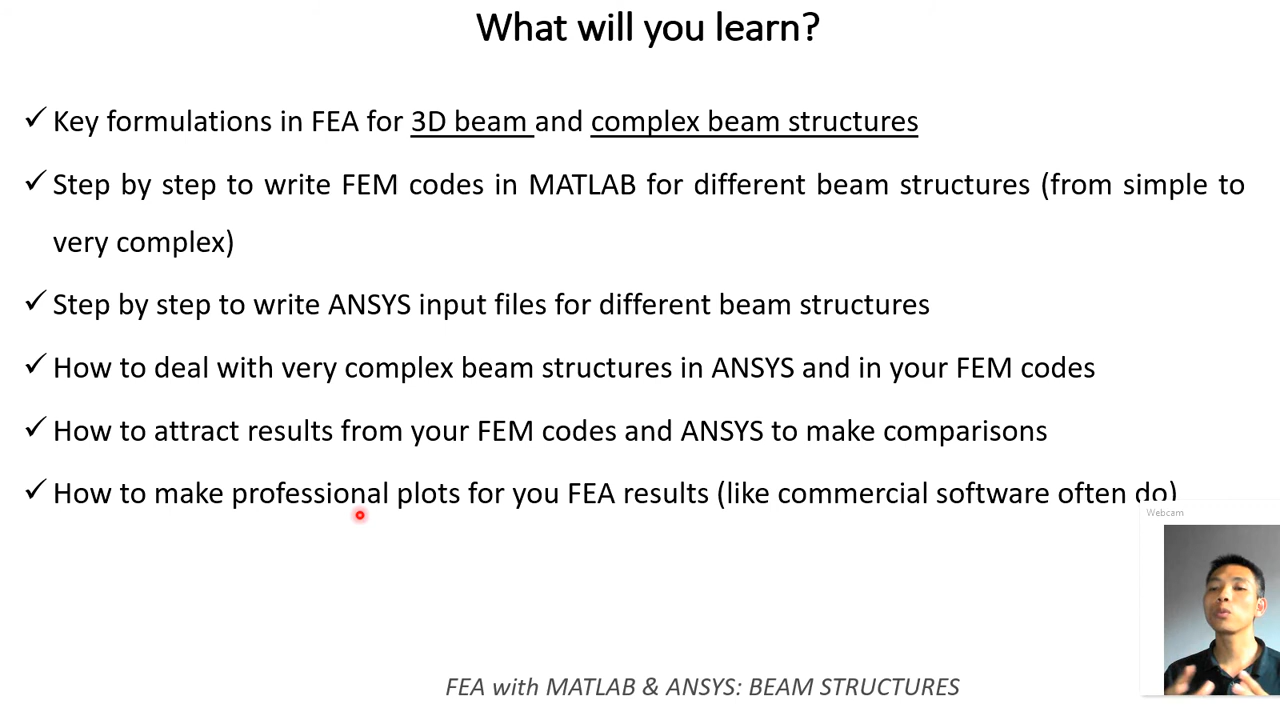 What will you learn?
✓ Key formulations in FEA for 3D beam and complex beam structures
✓ Step by step to write FEM codes in MATLAB for different beam structures (from simple to
very complex)
✓ Step by step to write ANSYS input files for different beam structures
✓ How to deal with very complex beam structures in ANSYS and in your FEM codes
✓ How to attract results from your FEM codes and ANSYS to make comparisons
✓ How to make professional plots for you FEA results (like commercial software often do)
Webcam
FEA with MATLAB & ANSYS: BEAM STRUCTURES